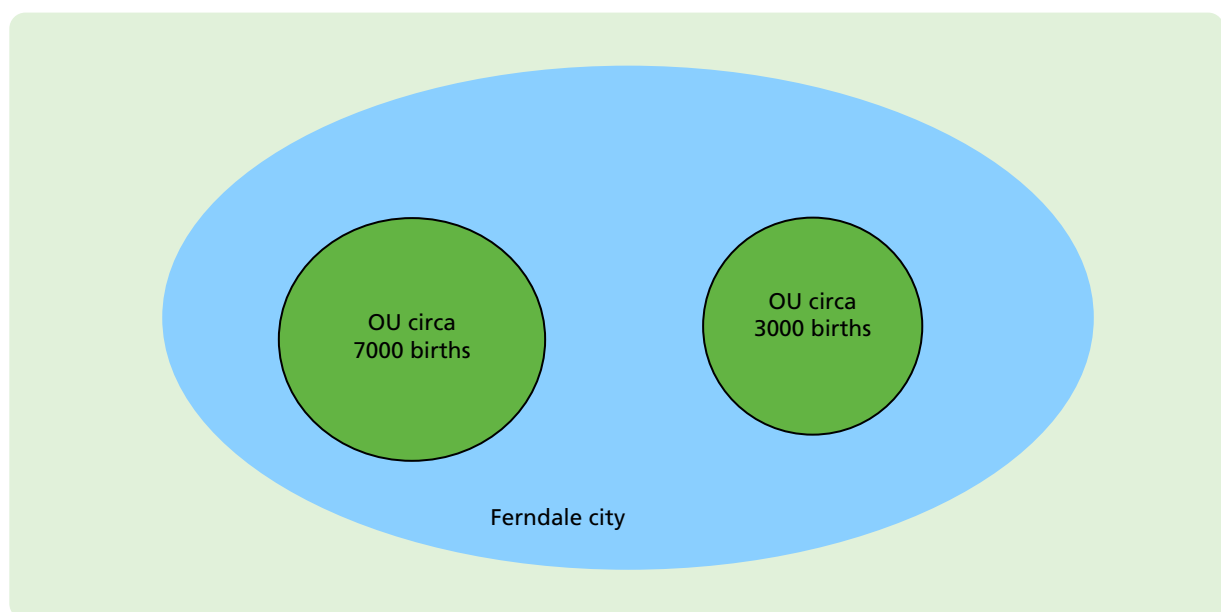 OU circa
7000 births
OU circa
3000 births
Ferndale city